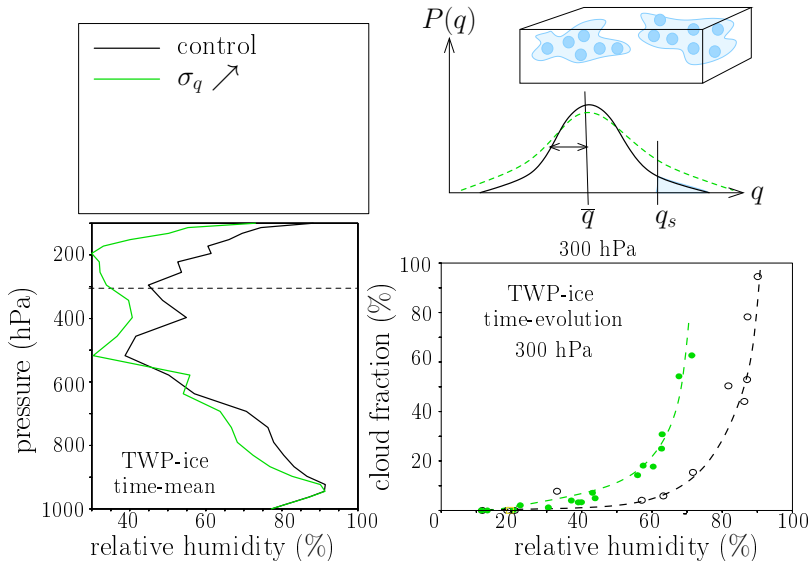 control
σ_q ↗
P(q)
q
q̅
q_s
200
400
600
800
1000
40
60
80
100
pressure (hPa)
relative humidity (%)
TWP-ice
time-mean
300 hPa
100
80
60
40
20
0
0
20
40
60
80
100
cloud fraction (%)
relative humidity (%)
TWP-ice
time-evolution
300 hPa